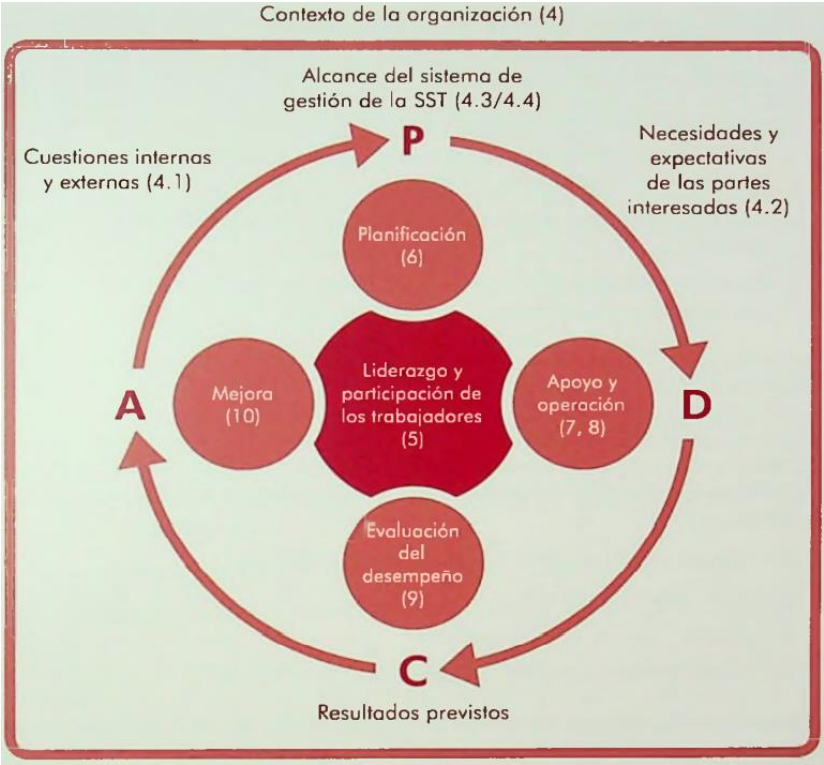 Contexto de la organización (4)
Alcance del sistema de
gestión de la SST (4.3/4.4)
P
Cuestiones internas
y externas (4.1)
Necesidades y
expectativas
de las partes
interesadas (4.2)
Planificación
(6)
A
Mejora
(10)
Liderazgo y
participación de
los trabajadores
(5)
Apoyo y
operación
(7, 8)
D
Evaluación
del
desempeño
(9)
C
Resultados previstos